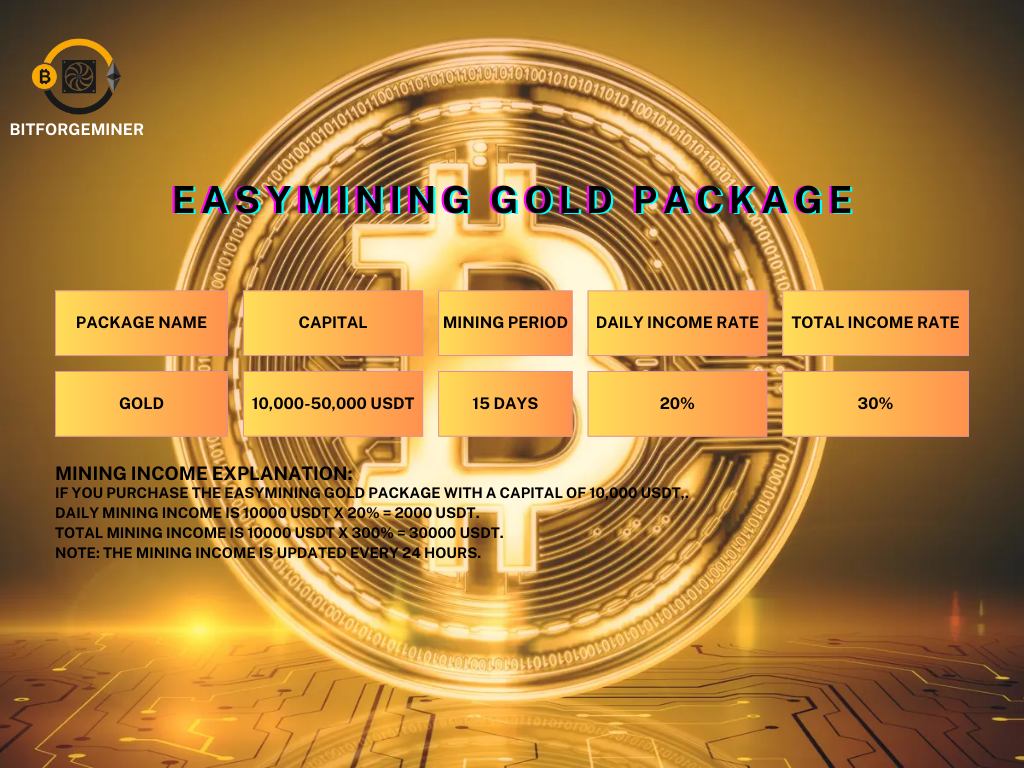 BITFORGEMINER
EASYMINING GOLD PACKAGE
PACKAGE NAME CAPITAL MINING PERIOD DAILY INCOME RATE TOTAL INCOME RATE
GOLD 10,000-50,000 USDT 15 DAYS 20% 30%
MINING INCOME EXPLANATION:
IF YOU PURCHASE THE EASYMINING GOLD PACKAGE WITH A CAPITAL OF 10,000 USDT,.
DAILY MINING INCOME IS 10000 USDT X 20% = 2000 USDT.
TOTAL MINING INCOME IS 10000 USDT X 300% = 30000 USDT.
NOTE: THE MINING INCOME IS UPDATED EVERY 24 HOURS.